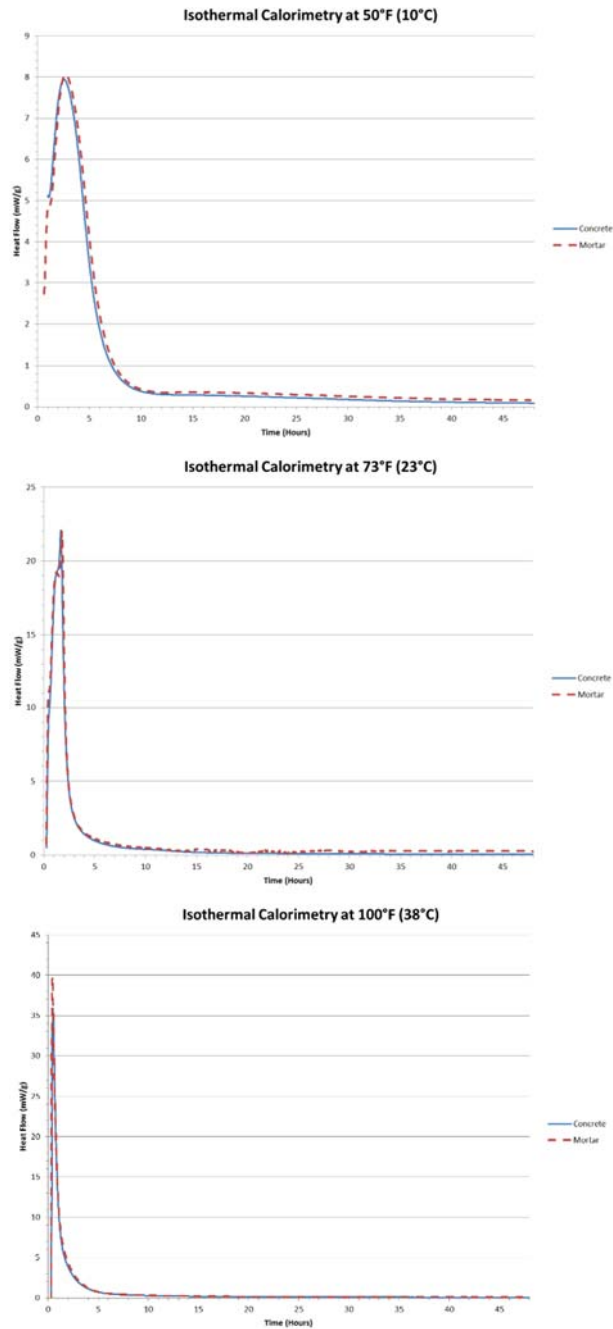 Isothermal Calorimetry at 50°F (10°C)
9
8
7
6
5
4
3
2
1
0
Heat Flow (mW/g)
0 5 10 15 20 25 30 35 40 45
Time (Hours)
Concrete
Mortar
Isothermal Calorimetry at 73°F (23°C)
25
20
15
10
5
0
Heat Flow (mW/g)
0 5 10 15 20 25 30 35 40 45
Time (Hours)
Concrete
Mortar
Isothermal Calorimetry at 100°F (38°C)
45
40
35
30
25
20
15
10
5
0
Heat Flow (mW/g)
0 5 10 15 20 25 30 35 40 45
Time (Hours)
Concrete
Mortar